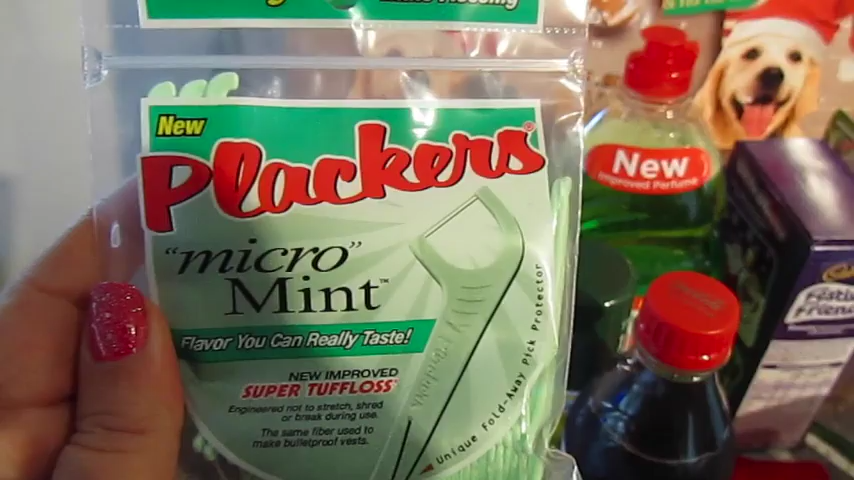 New
Plackers®
"micro"
Mint™
Flavor You Can Really Taste!
NEW IMPROVED
SUPER TUFFLOSS™
Engineered not to stretch, shred
or break during use.
The same fiber used to
make bulletproof vests.
Unique Fold-Away Pick Protector
New
Improved Perfume